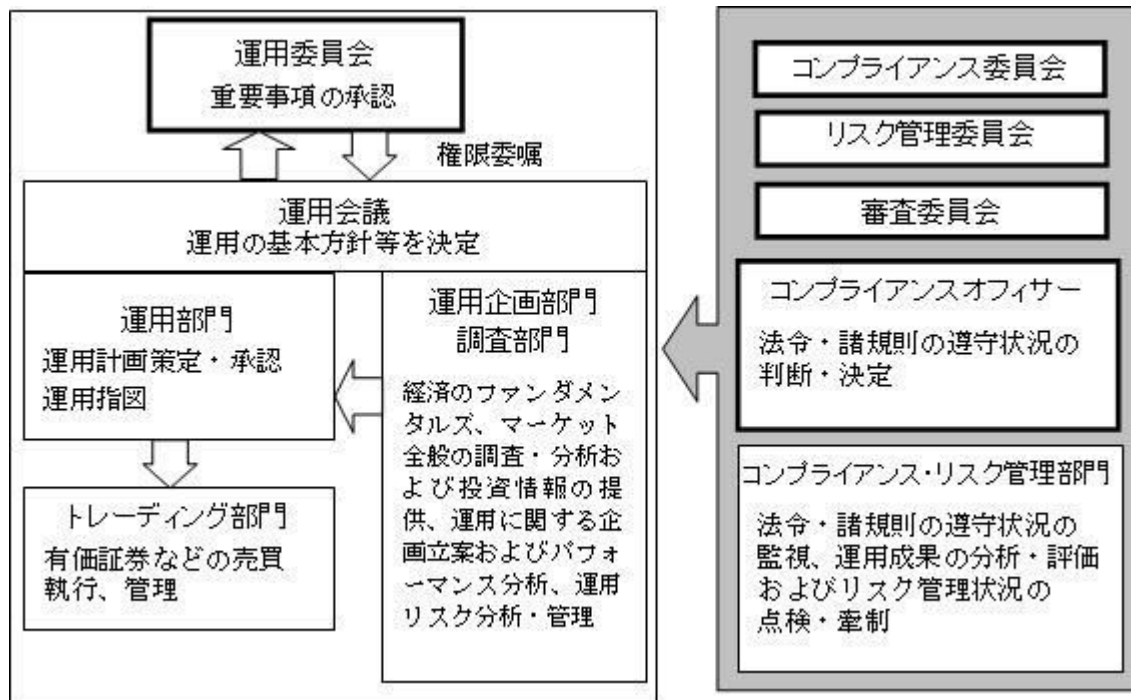 運用委員会
重要事項の承認
権限委嘱
運用会議
運用の基本方針等を決定
運用部門
運用計画策定・承認
運用指図
運用企画部門
調査部門
経済のファンダメン
タルズ、マーケット
全般の調査・分析お
よび投資情報の提
供、運用に関する企
画立案およびパフォ
ーマンス分析、運用
リスク分析・管理
トレーディング部門
有価証券などの売買
執行、管理
コンプライアンス委員会
リスク管理委員会
審査委員会
コンプライアンスオフィサー
法令・諸規則の遵守状況の
判断・決定
コンプライアンス・リスク管理部門
法令・諸規則の遵守状況の
監視、運用成果の分析・評価
およびリスク管理状況の
点検・牽制